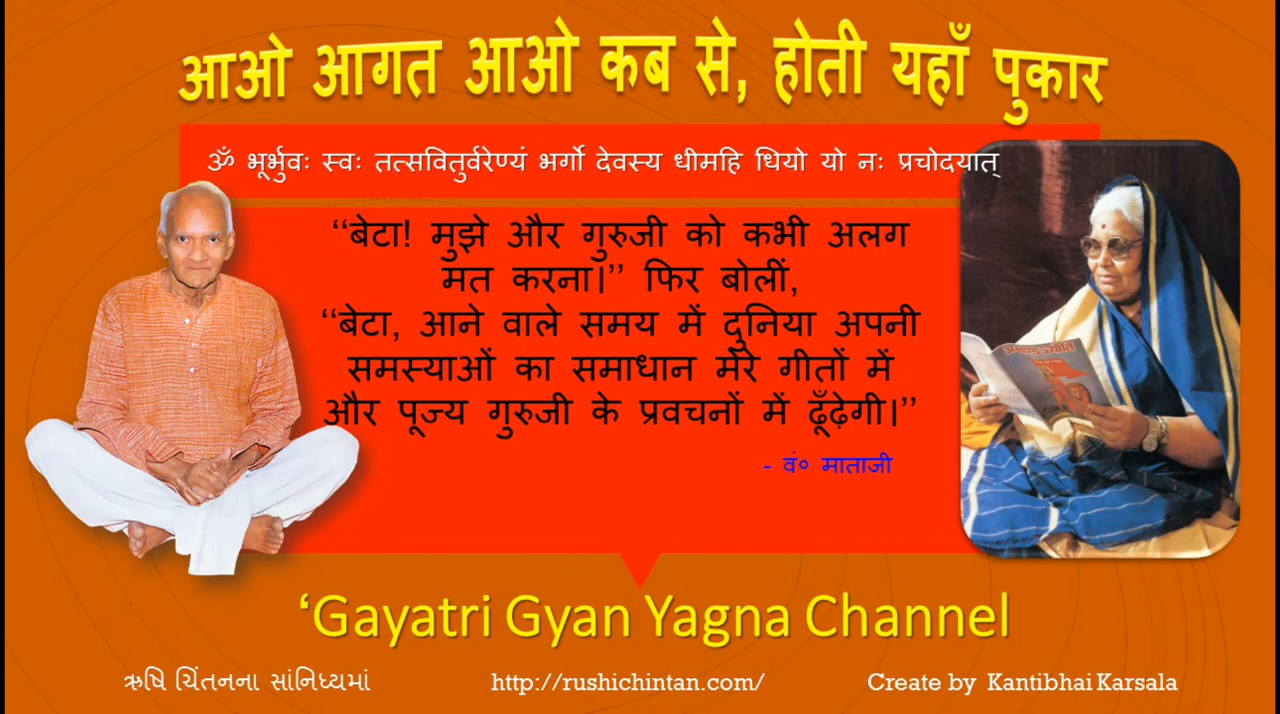 आओ आगत आओ कब से, होती यहाँ पुकार
ॐ भूर्भुवः स्वः तत्सवितुर्वरेण्यं भर्गो देवस्य धीमहि धियो यो नः प्रचोदयात्
‘‘बेटा! मुझे और गुरुजी को कभी अलग
मत करना।’’ फिर बोलीं,
‘‘बेटा, आने वाले समय में दुनिया अपनी
समस्याओं का समाधान मेरे गीतों में
और पूज्य गुरुजी के प्रवचनों में ढूँढ़ेगी।’’
- वं० माताजी
अखण्ड ज्योति
‘Gayatri Gyan Yagna Channel
ઋષિ ચિંતનના સાંનિધ્યમાં
http://rushichintan.com/
Create by Kantibhai Karsala